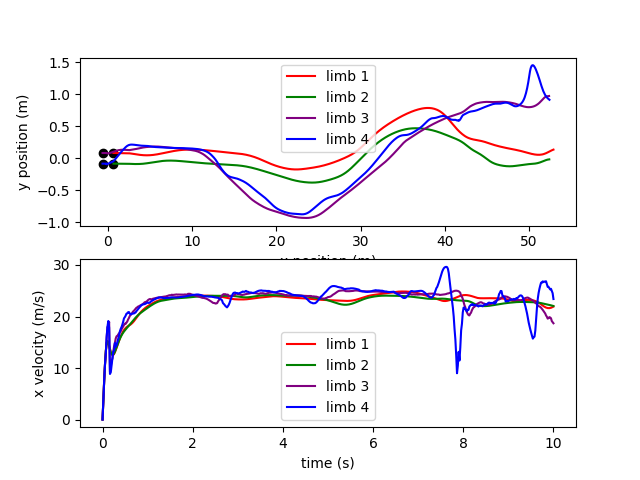 1.5
1.0
0.5
0.0
−0.5
−1.0
y position (m)
limb 1
limb 2
limb 3
limb 4
0 10 20 30 40 50
x position (m)
30
20
10
0
x velocity (m/s)
limb 1
limb 2
limb 3
limb 4
0 2 4 6 8 10
time (s)